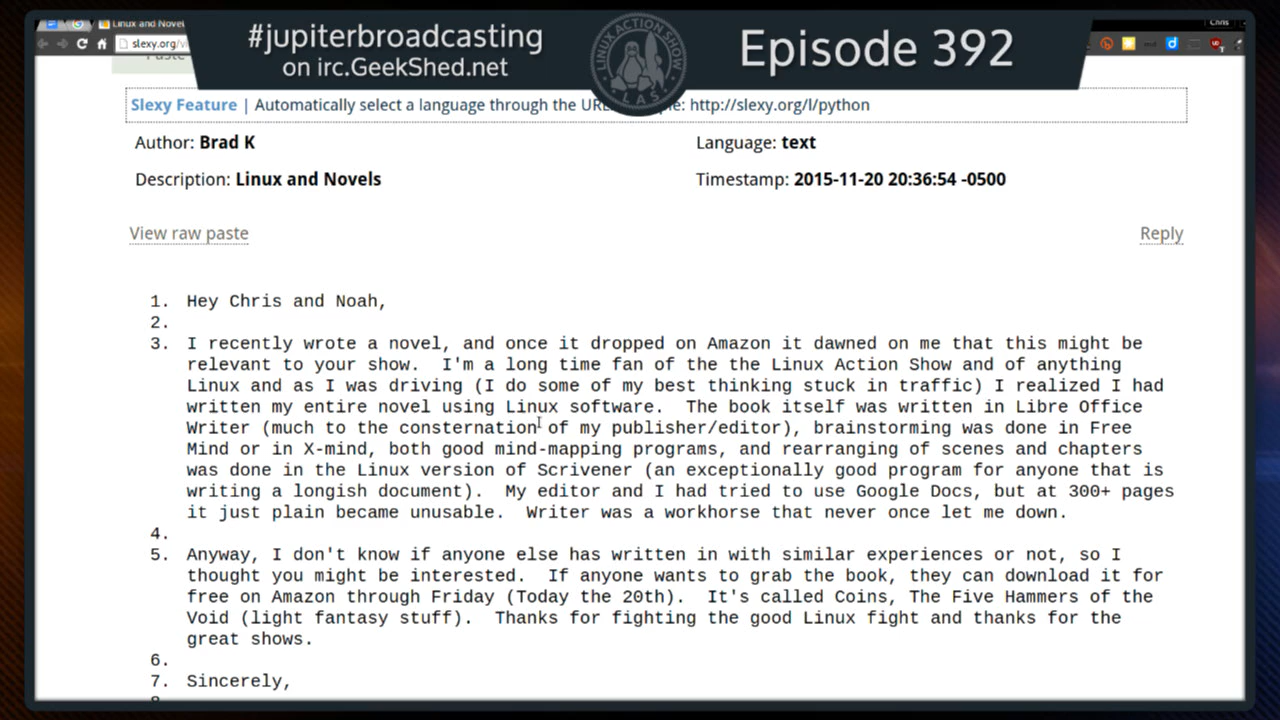 Linux and Novel
Chris
slexy.org/v
#jupiterbroadcasting
on irc.GeekShed.net
LINUX ACTION SHOW
LAS
Episode 392
Paste
Slexy Feature | Automatically select a language through the UR le: http://slexy.org/l/python
Author: Brad K
Language: text
Description: Linux and Novels
Timestamp: 2015-11-20 20:36:54 -0500
View raw paste
Reply
1. Hey Chris and Noah,
2.
3. I recently wrote a novel, and once it dropped on Amazon it dawned on me that this might be
relevant to your show.  I'm a long time fan of the the Linux Action Show and of anything
Linux and as I was driving (I do some of my best thinking stuck in traffic) I realized I had
written my entire novel using Linux software.  The book itself was written in Libre Office
Writer (much to the consternation of my publisher/editor), brainstorming was done in Free
Mind or in X-mind, both good mind-mapping programs, and rearranging of scenes and chapters
was done in the Linux version of Scrivener (an exceptionally good program for anyone that is
writing a longish document).  My editor and I had tried to use Google Docs, but at 300+ pages
it just plain became unusable.  Writer was a workhorse that never once let me down.
4.
5. Anyway, I don't know if anyone else has written in with similar experiences or not, so I
thought you might be interested.  If anyone wants to grab the book, they can download it for
free on Amazon through Friday (Today the 20th).  It's called Coins, The Five Hammers of the
Void (light fantasy stuff).  Thanks for fighting the good Linux fight and thanks for the
great shows.
6.
7. Sincerely,